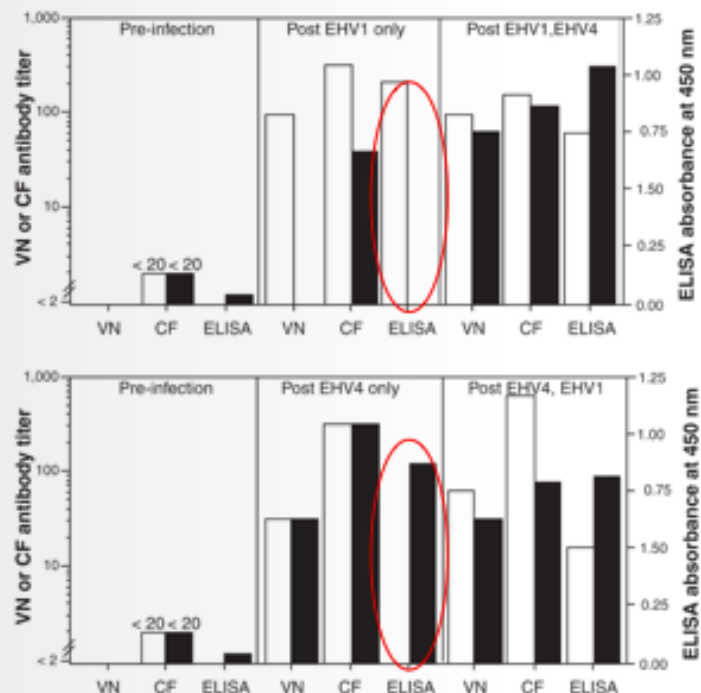 Pre-infection
Post EHV1 only
Post EHV1,EHV4
1,000
100
10
< 2
VN or CF antibody titer
< 20 < 20
1.25
1.00
0.75
1.50
0.25
0.00
ELISA absorbance at 450 nm
VN CF ELISA VN CF ELISA VN CF ELISA
Pre-infection
Post EHV4 only
Post EHV4, EHV1
1,000
100
10
< 2
VN or CF antibody titer
< 20 < 20
1.25
1.00
0.75
1.50
0.25
0.00
ELISA absorbance at 450 nm
VN CF ELISA VN CF ELISA VN CF ELISA